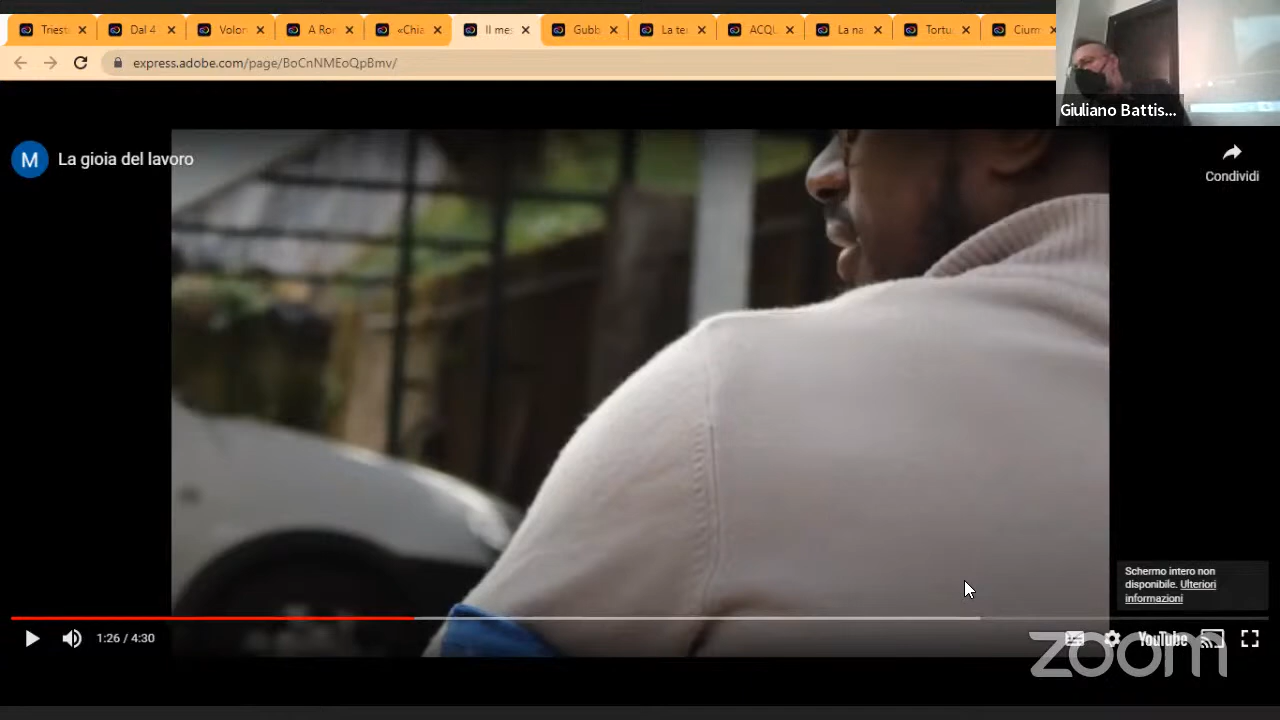 Triest
Dal 4
Volon
A Ror
«Chia
Il me
Gubb
La te
ACQU
La na
Tortu
Ciurr
express.adobe.com/page/BoCnNMEoQpBmv/
Giuliano Battis...
M
La gioia del lavoro
Condividi
Schermo intero non
disponibile. Ulteriori
informazioni
1:26 / 4:30
YouTube
zoom